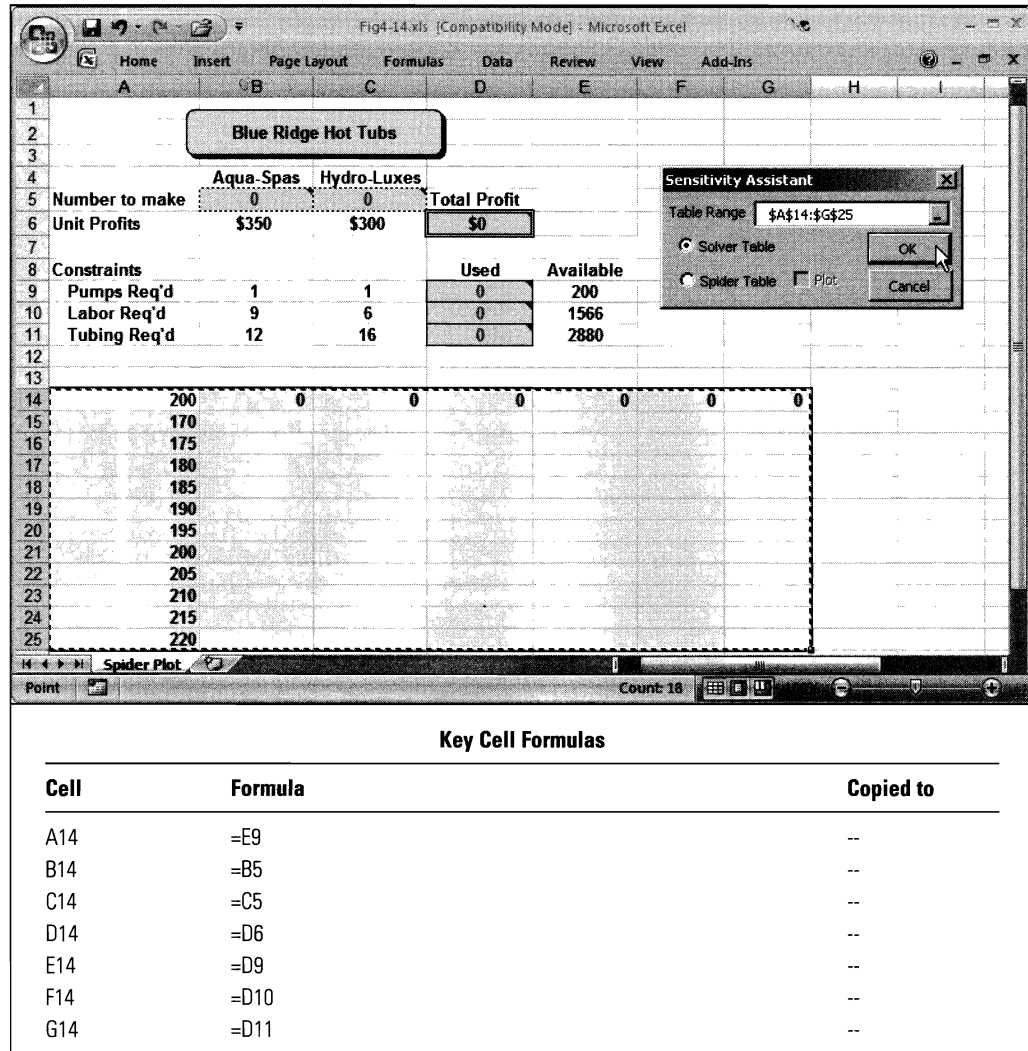 Fig4-14.xls [Compatibility Mode] - Microsoft Excel
Home Insert Page Layout Formulas Data Review View Add-Ins
A B C D E F G H I
1
2 Blue Ridge Hot Tubs
3
4 Aqua-Spas Hydro-Luxes
5 Number to make 0 0 Total Profit
6 Unit Profits $350 $300 $0
7
8 Constraints Used Available
9 Pumps Req'd 1 1 0 200
10 Labor Req'd 9 6 0 1566
11 Tubing Req'd 12 16 0 2880
12
13
14 200 0 0 0 0 0 0
15 170
16 175
17 180
18 185
19 190
20 195
21 200
22 205
23 210
24 215
25 220
Sensitivity Assistant
Table Range $A$14:$G$25
Solver Table OK
Spider Table Plot Cancel
Spider Plot
Point Count: 18
Key Cell Formulas
Cell Formula Copied to
A14 =E9 --
B14 =B5 --
C14 =C5 --
D14 =D6 --
E14 =D9 --
F14 =D10 --
G14 =D11 --